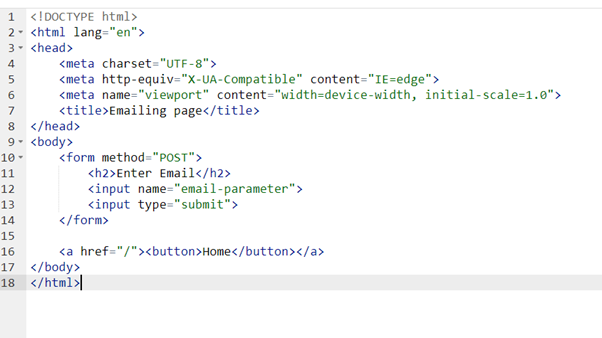 1 <!DOCTYPE html>
2 <html lang="en">
3 <head>
4     <meta charset="UTF-8">
5     <meta http-equiv="X-UA-Compatible" content="IE=edge">
6     <meta name="viewport" content="width=device-width, initial-scale=1.0">
7     <title>Emailing page</title>
8 </head>
9 <body>
10     <form method="POST">
11         <h2>Enter Email</h2>
12         <input name="email-parameter">
13         <input type="submit">
14     </form>
15
16     <a href="/"><button>Home</button></a>
17 </body>
18 </html>